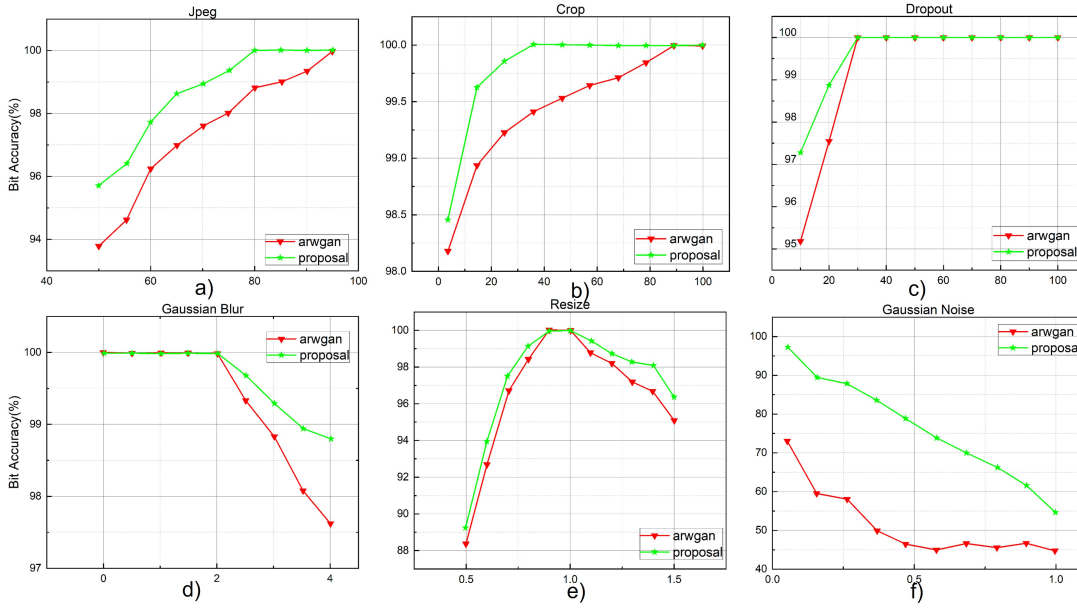 Jpeg
Bit Accuracy(%)
100
98
96
94
40
60
80
100
arwgan
proposal
a)
Crop
100.0
99.5
99.0
98.5
98.0
0
20
40
60
80
100
arwgan
proposal
b)
Dropout
100
99
98
97
96
95
0
20
40
60
80
100
arwgan
proposal
c)
Gaussian Blur
Bit Accuracy(%)
100
99
98
97
0
2
4
arwgan
proposal
d)
Resize
100
98
96
94
92
90
88
0.5
1.0
1.5
arwgan
proposal
e)
Gaussian Noise
100
90
80
70
60
50
40
0.0
0.5
1.0
arwgan
proposal
f)